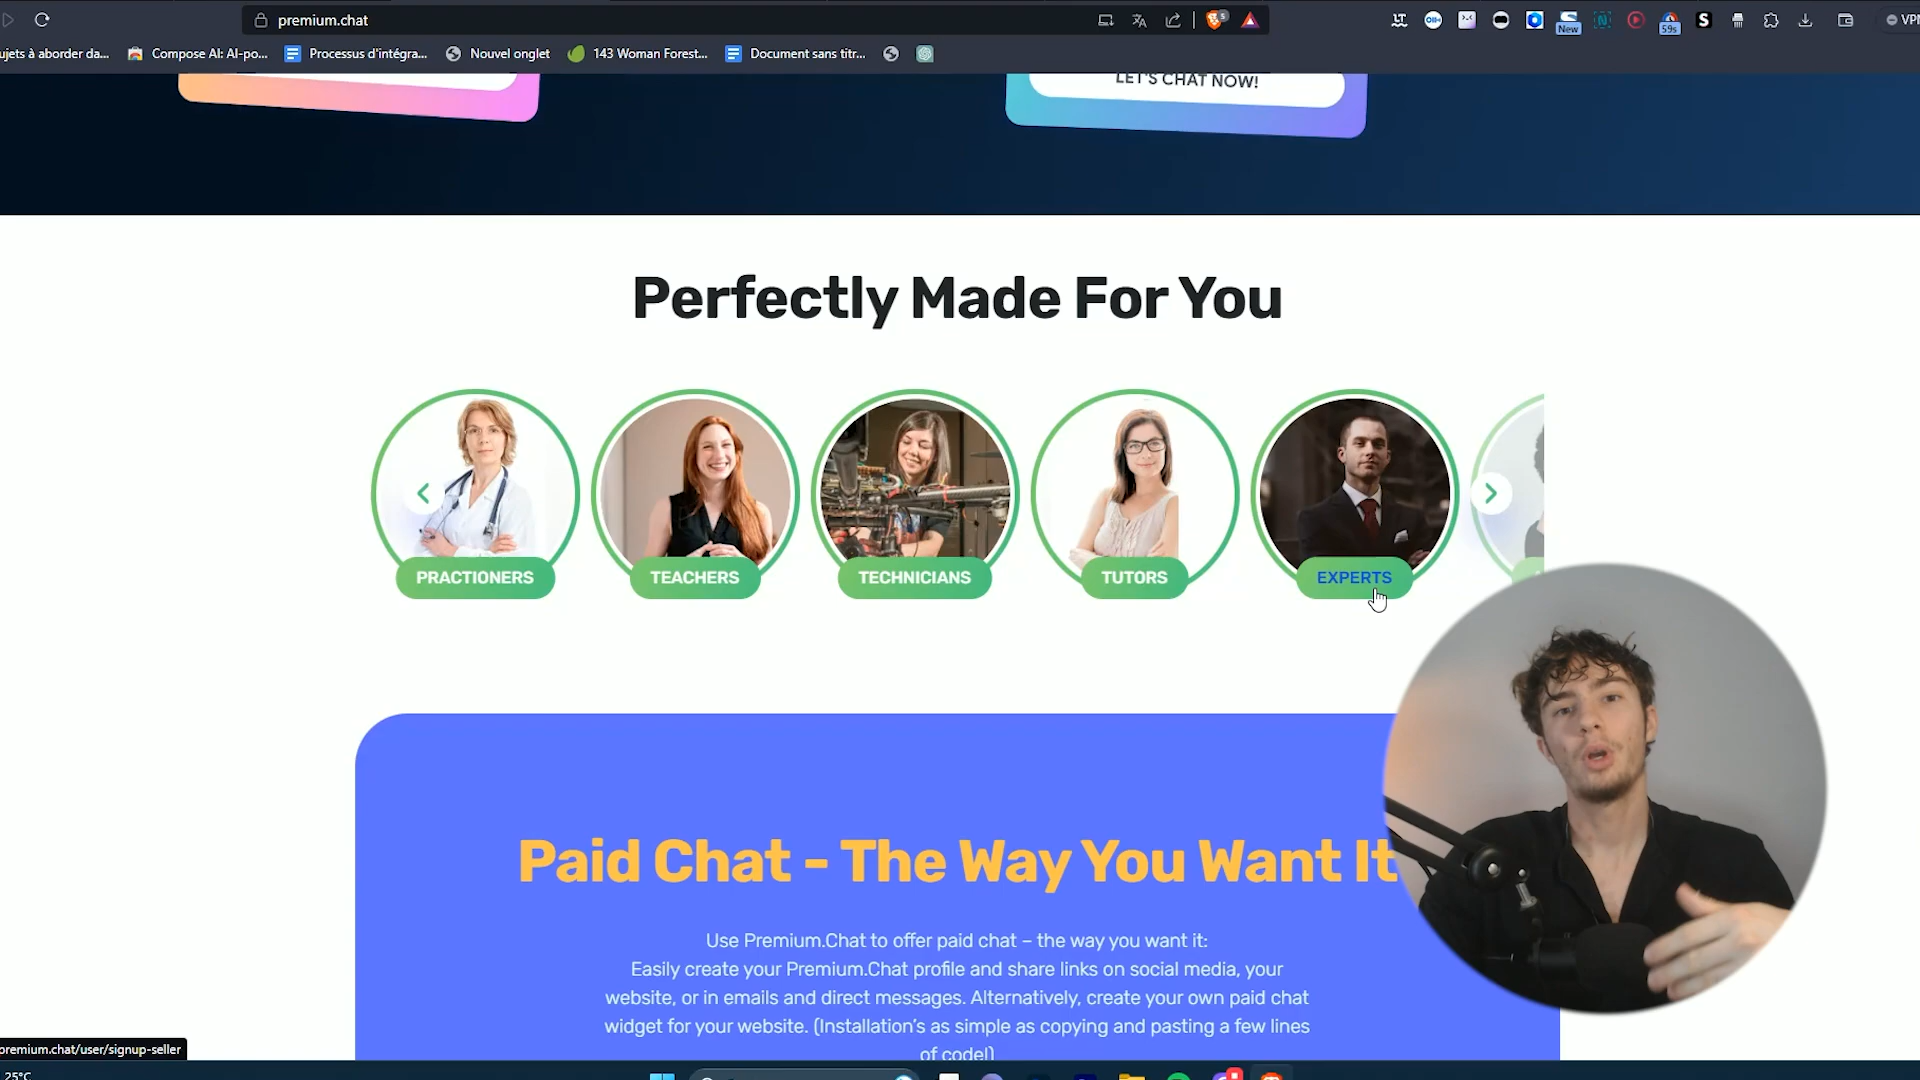 premium.chat
New
59s
S
VPN
ujets à aborder da...
Compose AI: AI-po...
Processus d'intégra...
Nouvel onglet
143 Woman Forest...
Document sans titr...
LET'S CHAT NOW!
Perfectly Made For You
PRACTIONERS
TEACHERS
TECHNICIANS
TUTORS
EXPERTS
Paid Chat - The Way You Want It
Use Premium.Chat to offer paid chat – the way you want it:
Easily create your Premium.Chat profile and share links on social media, your
website, or in emails and direct messages. Alternatively, create your own paid chat
widget for your website. (Installation's as simple as copying and pasting a few lines
of code!)
premium.chat/user/signup-seller
25°C